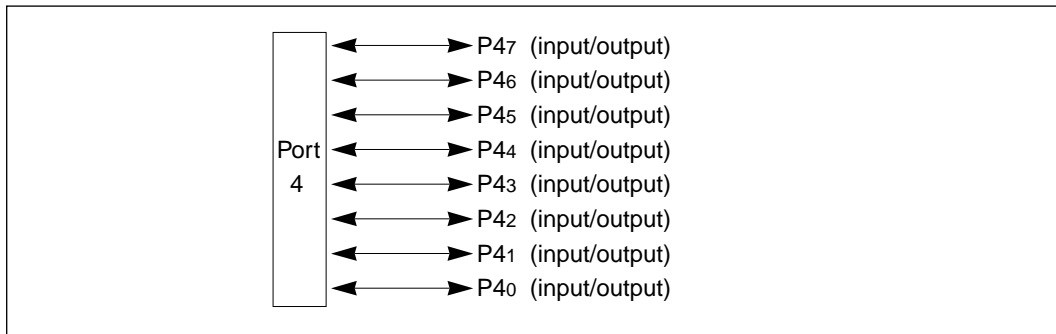 P47 (input/output)
P46 (input/output)
P45 (input/output)
Port
4
P44 (input/output)
P43 (input/output)
P42 (input/output)
P41 (input/output)
P40 (input/output)